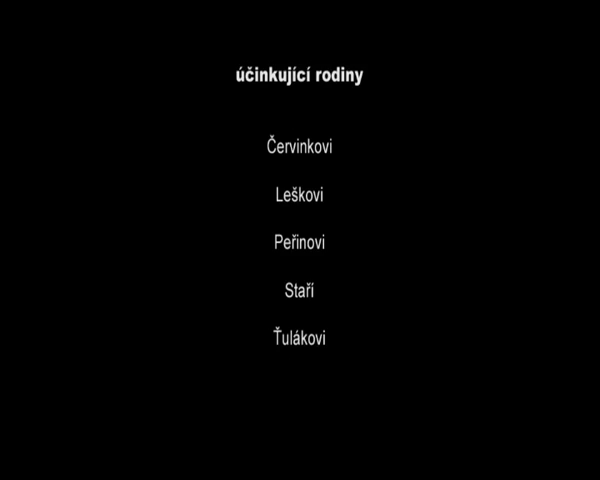 účinkující rodiny
Červinkovi
Leškovi
Peřinovi
Staří
Ťulákovi